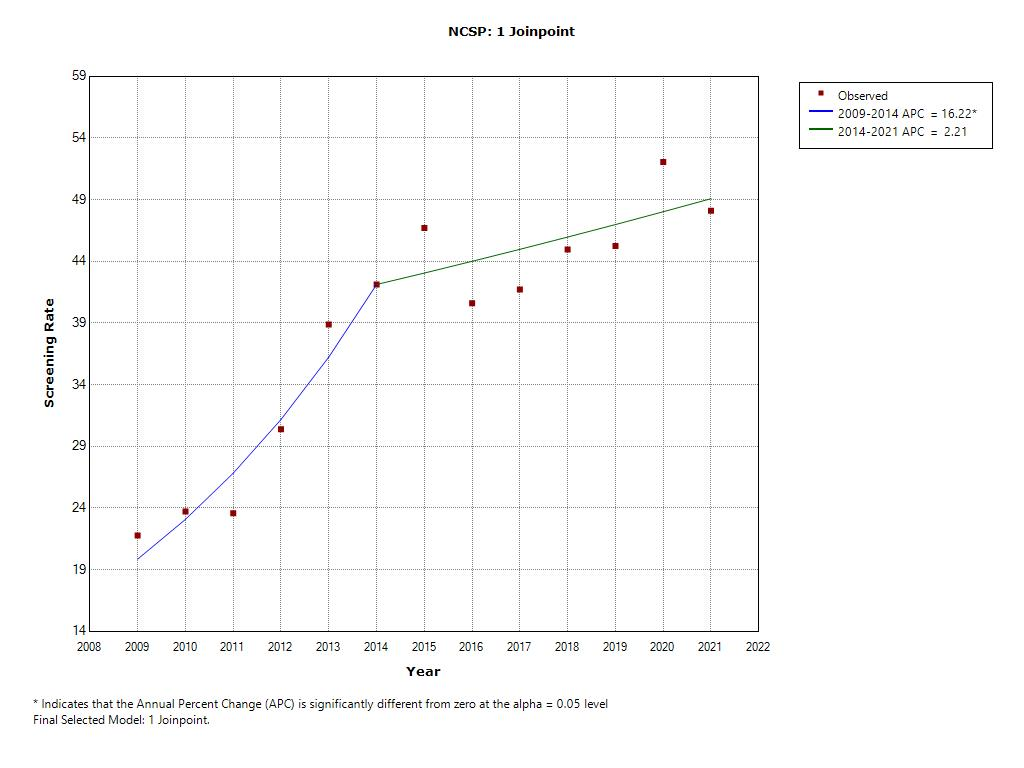 NCSP: 1 Joinpoint
59
54
49
44
39
34
29
24
19
14
Screening Rate
2008 2009 2010 2011 2012 2013 2014 2015 2016 2017 2018 2019 2020 2021 2022
Year
Observed
2009-2014 APC = 16.22*
2014-2021 APC = 2.21
* Indicates that the Annual Percent Change (APC) is significantly different from zero at the alpha = 0.05 level
Final Selected Model: 1 Joinpoint.